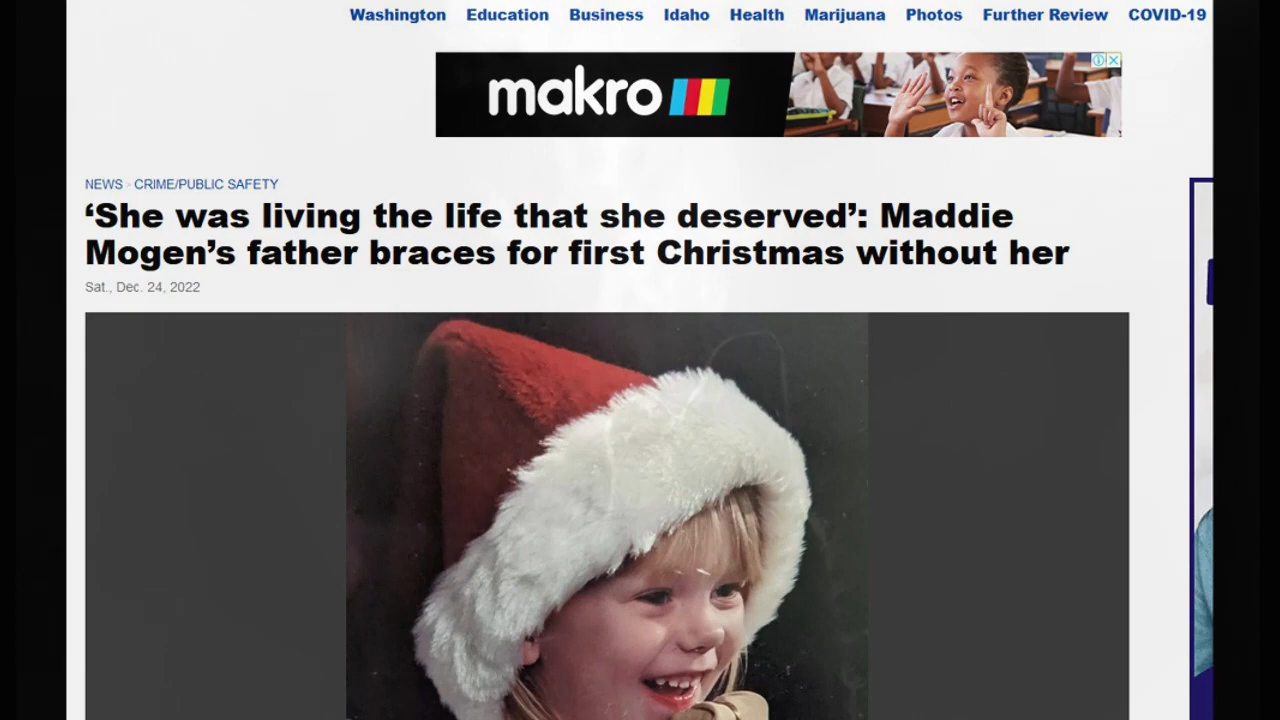 Washington Education Business Idaho Health Marijuana Photos Further Review COVID-19
makro
NEWS > CRIME/PUBLIC SAFETY
‘She was living the life that she deserved’: Maddie
Mogen’s father braces for first Christmas without her
Sat., Dec. 24, 2022